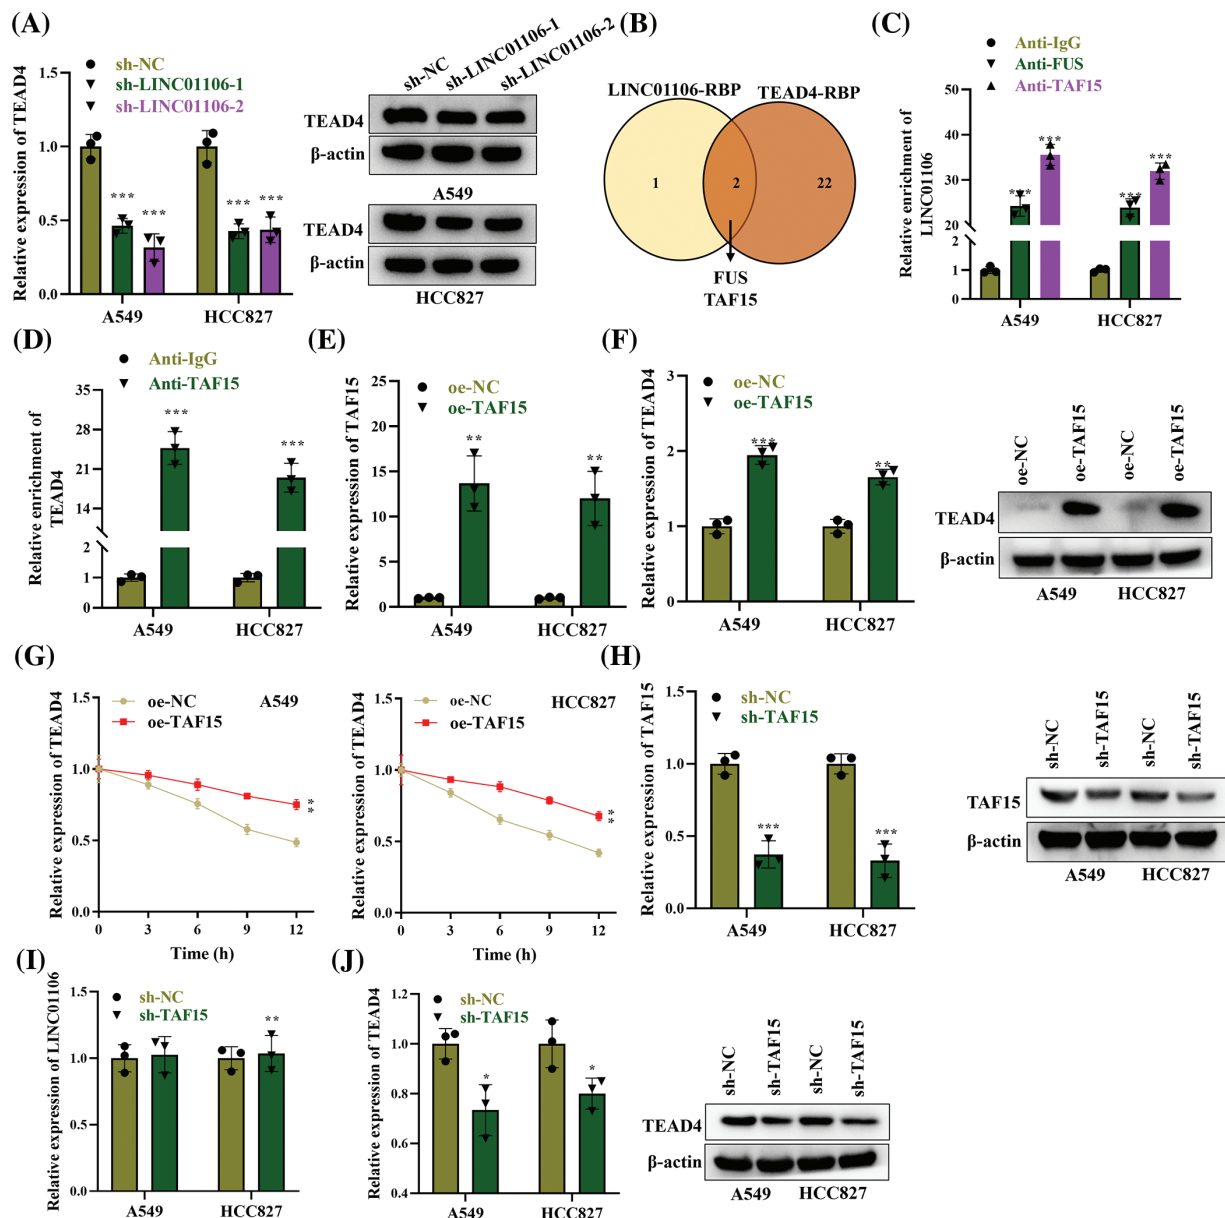 (A)
sh-NC
sh-LINC01106-1
sh-LINC01106-2
Relative expression of TEAD4
1.5
1.0
0.5
0.0
***
***
***
***
A549
HCC827
sh-NC
sh-LINC01106-1
sh-LINC01106-2
TEAD4
β-actin
A549
TEAD4
β-actin
HCC827
(B)
LINC01106-RBP
TEAD4-RBP
1
2
22
FUS
TAF15
(C)
Anti-IgG
Anti-FUS
Anti-TAF15
Relative enrichment of
LINC01106
40
30
20
2
1
0
***
***
***
***
A549
HCC827
(D)
Anti-IgG
Anti-TAF15
Relative enrichment of
TEAD4
35
28
21
14
2
1
0
***
***
A549
HCC827
(E)
oe-NC
oe-TAF15
Relative expression of TAF15
25
20
15
10
5
0
**
**
A549
HCC827
(F)
oe-NC
oe-TAF15
Relative expression of TEAD4
3
2
1
0
***
**
A549
HCC827
oe-NC
oe-TAF15
oe-NC
oe-TAF15
TEAD4
β-actin
A549
HCC827
(G)
oe-NC
oe-TAF15
A549
Relative expression of TEAD4
1.5
1.0
0.5
0.0
**
0
3
6
9
12
Time (h)
oe-NC
oe-TAF15
HCC827
Relative expression of TEAD4
1.5
1.0
0.5
0.0
**
0
3
6
9
12
Time (h)
(H)
sh-NC
sh-TAF15
Relative expression of TAF15
1.5
1.0
0.5
0.0
***
***
A549
HCC827
sh-NC
sh-TAF15
sh-NC
sh-TAF15
TAF15
β-actin
A549
HCC827
(I)
sh-NC
sh-TAF15
Relative expression of LINC01106
1.5
1.0
0.5
0.0
**
A549
HCC827
(J)
sh-NC
sh-TAF15
Relative expression of TEAD4
1.2
1.0
0.8
0.6
0.4
*
*
A549
HCC827
sh-NC
sh-TAF15
sh-NC
sh-TAF15
TEAD4
β-actin
A549
HCC827